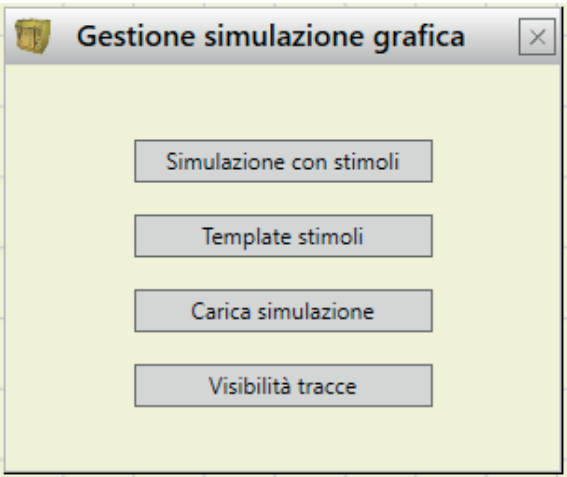 Gestione simulazione grafica
Simulazione con stimoli
Template stimoli
Carica simulazione
Visibilità tracce